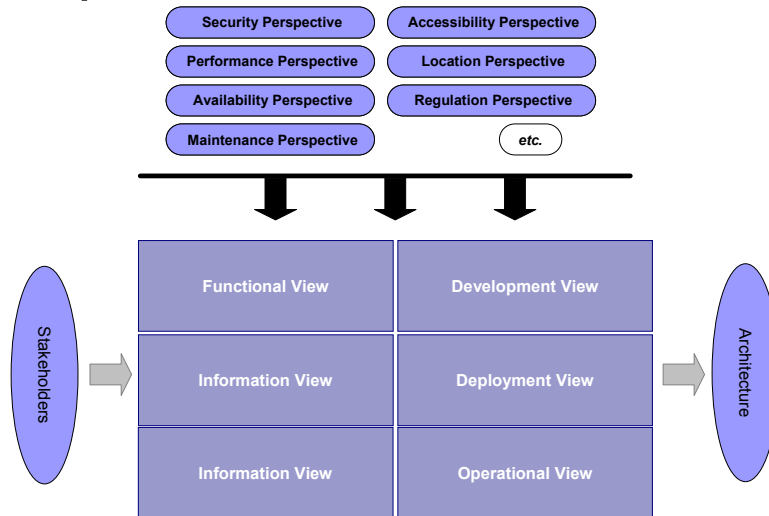 Security Perspective
Accessibility Perspective
Performance Perspective
Location Perspective
Availability Perspective
Regulation Perspective
Maintenance Perspective
etc.
Functional View
Development View
Stakeholders
Information View
Deployment View
Architecture
Information View
Operational View